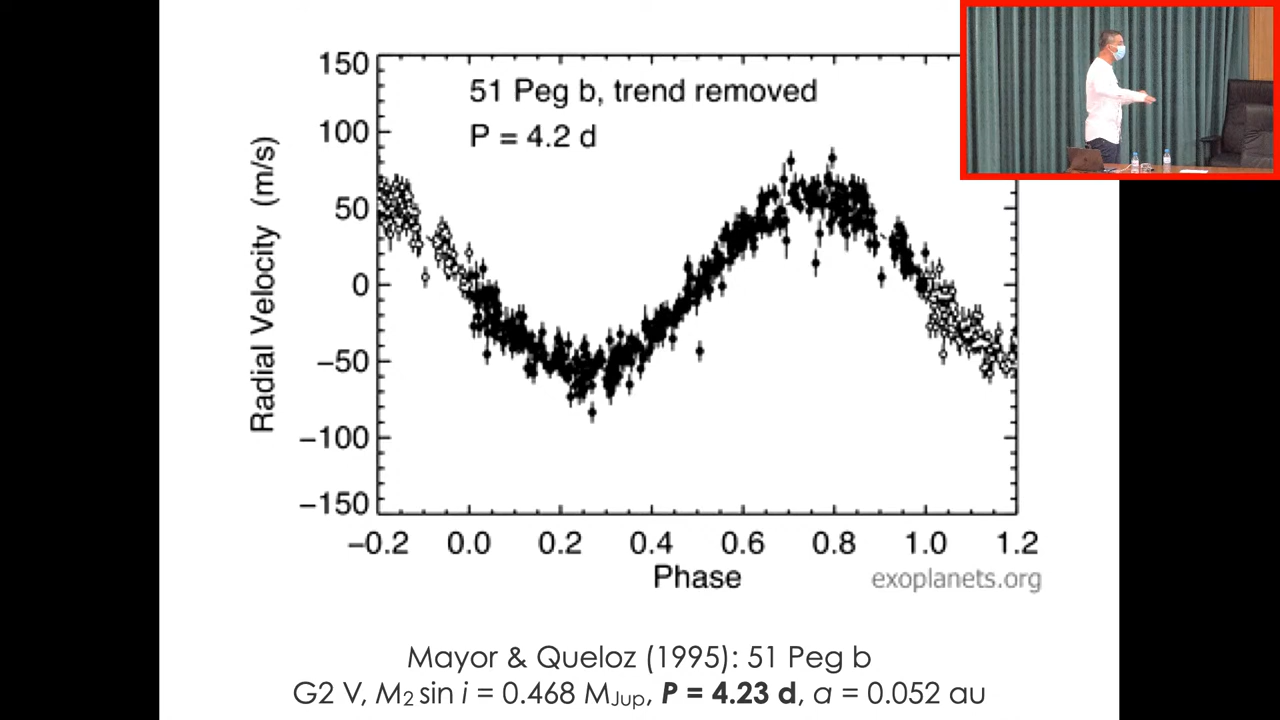 51 Peg b, trend removed
P = 4.2 d
Radial Velocity (m/s)
150
100
50
0
−50
−100
−150
−0.2 0.0 0.2 0.4 0.6 0.8 1.0 1.2
Phase
exoplanets.org
Mayor & Queloz (1995): 51 Peg b
G2 V, M₂ sin i = 0.468 MJup, P = 4.23 d, a = 0.052 au